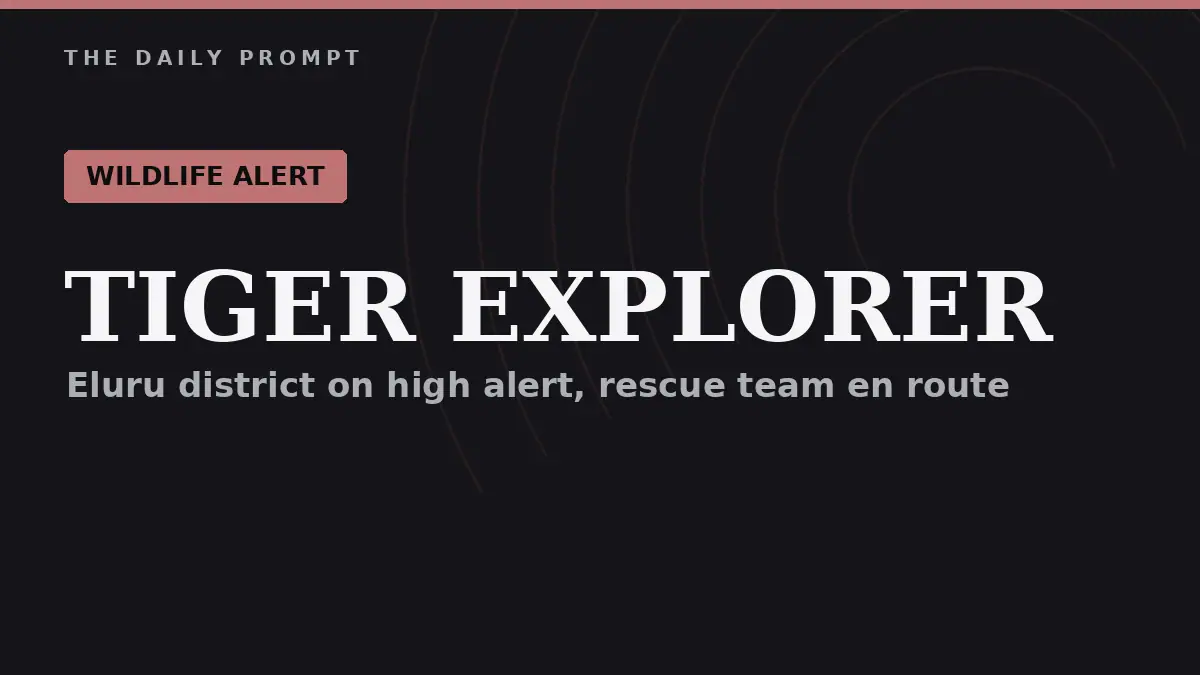 THE DAILY PROMPT
WILDLIFE ALERT
TIGER EXPLORER
Eluru district on high alert, rescue team en route